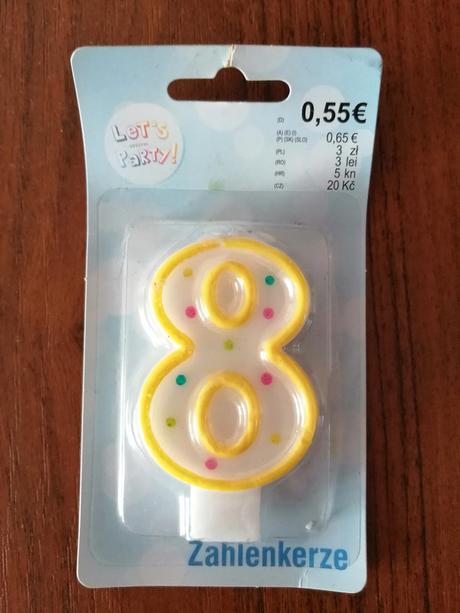 LeT's
PaRTY!
(D) 0,55€
(A) (E) (I)
(P) (SK) (SLO) 0,65 €
(PL) 3 zł
(RO) 3 lei
(HR) 5 kn
(CZ) 20 Kč
8
Zahlenkerze